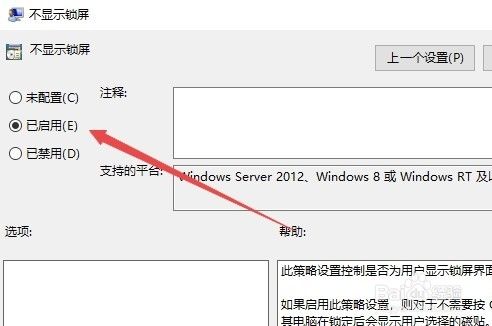 不显示锁屏
不显示锁屏
上一个设置(P)
未配置(C)
注释:
已启用(E)
已禁用(D)
支持的平台:
Windows Server 2012、Windows 8 或 Windows RT 及以
选项:
帮助:
此策略设置控制是否为用户显示锁屏界面
如果启用此策略设置，则对于不需要按 C
其电脑在锁定后会显示用户选择的磁贴。
Bai 经验